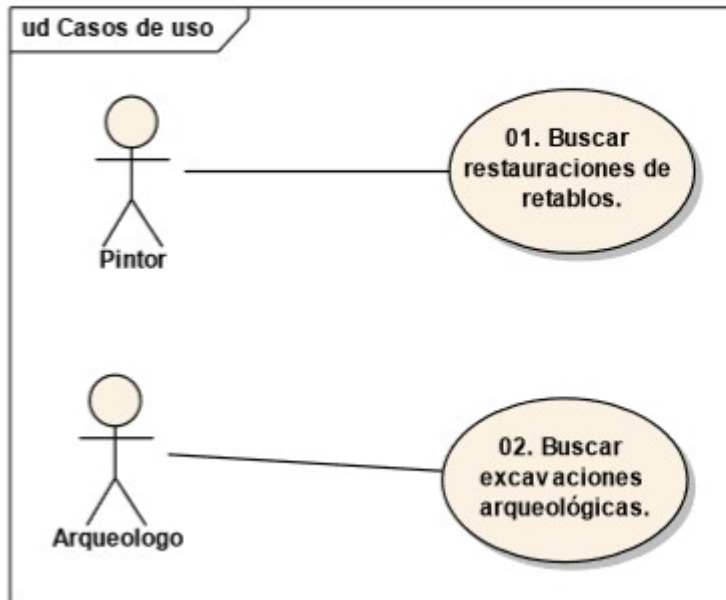 ud Casos de uso
01. Buscar
restauraciones de
retablos.
Pintor
02. Buscar
excavaciones
arqueológicas.
Arqueologo